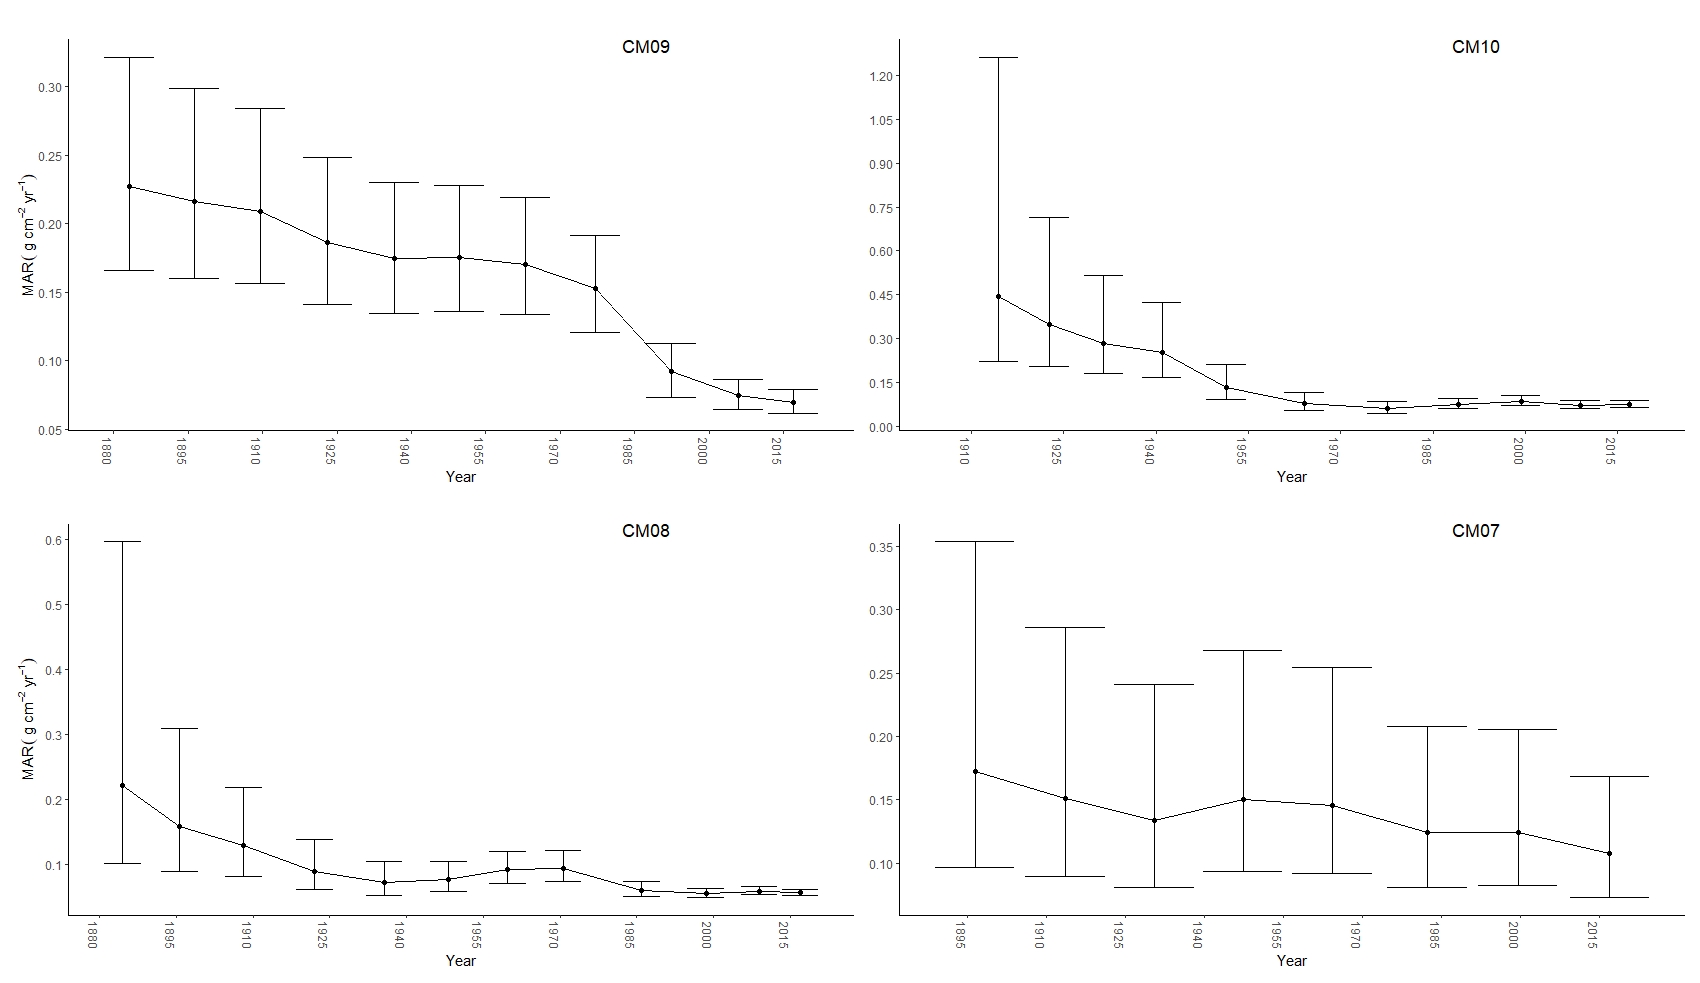 CM09
MAR( g cm⁻² yr⁻¹)
0.30
0.25
0.20
0.15
0.10
0.05
1880 1895 1910 1925 1940 1955 1970 1985 2000 2015
Year
CM10
1.20
1.05
0.90
0.75
0.60
0.45
0.30
0.15
0.00
1910 1925 1940 1955 1970 1985 2000 2015
Year
CM08
MAR( g cm⁻² yr⁻¹)
0.6
0.5
0.4
0.3
0.2
0.1
1880 1895 1910 1925 1940 1955 1970 1985 2000 2015
Year
CM07
0.35
0.30
0.25
0.20
0.15
0.10
1895 1910 1925 1940 1955 1970 1985 2000 2015
Year